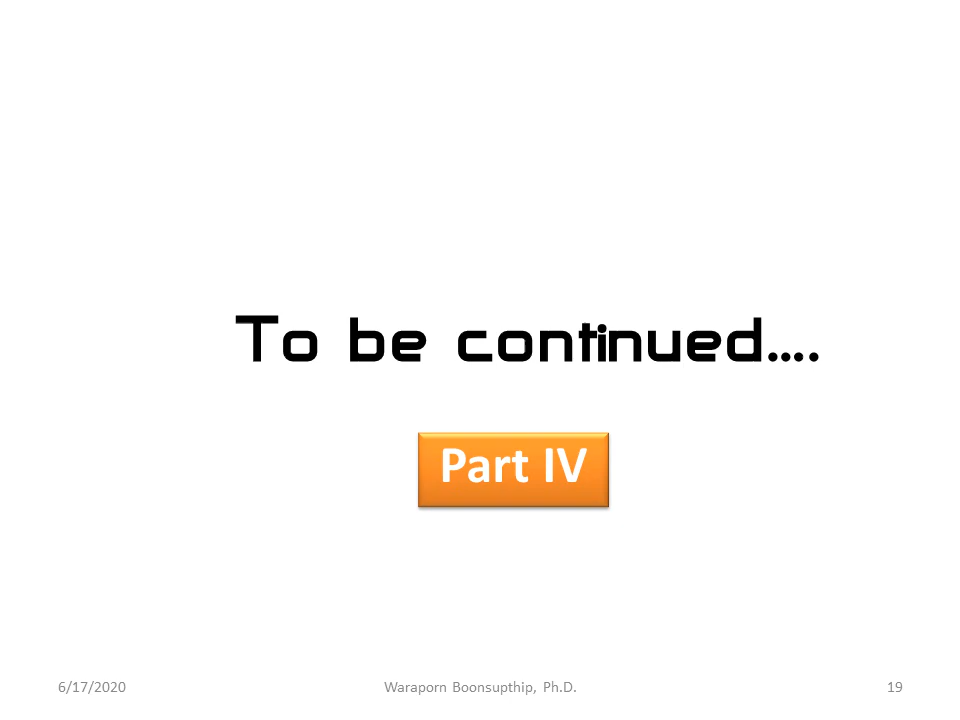 To be continued....
Part IV
6/17/2020
Waraporn Boonsupthip, Ph.D.
19